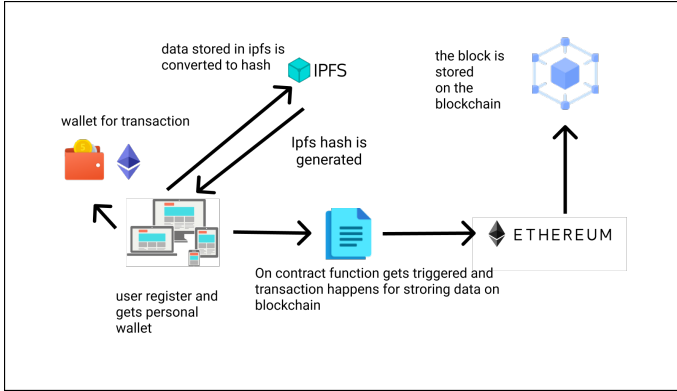 data stored in ipfs is
converted to hash
IPFS
the block is
stored
on the
blockchain
wallet for transaction
Ipfs hash is
generated
ETHEREUM
On contract function gets triggered and
transaction happens for stroring data on
blockchain
user register and
gets personal
wallet